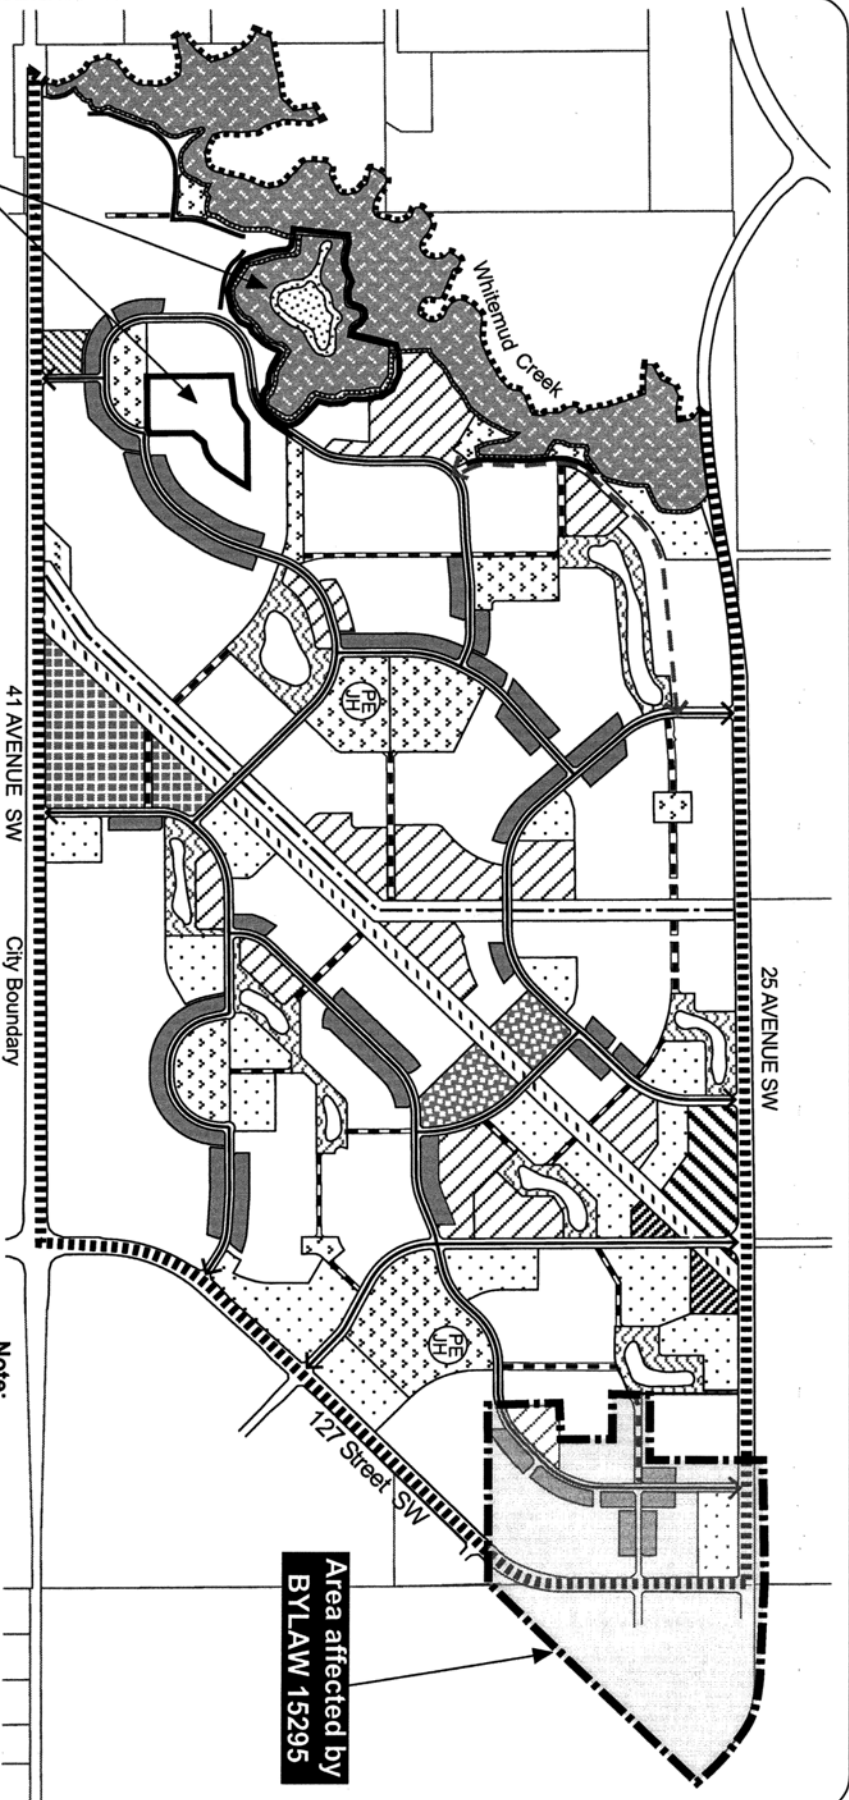 Whitemud Creek
25 AVENUE SW
PE
JH
PE
JH
41 AVENUE SW
City Boundary
127 Street SW
Area affected by
BYLAW 15295
Note: